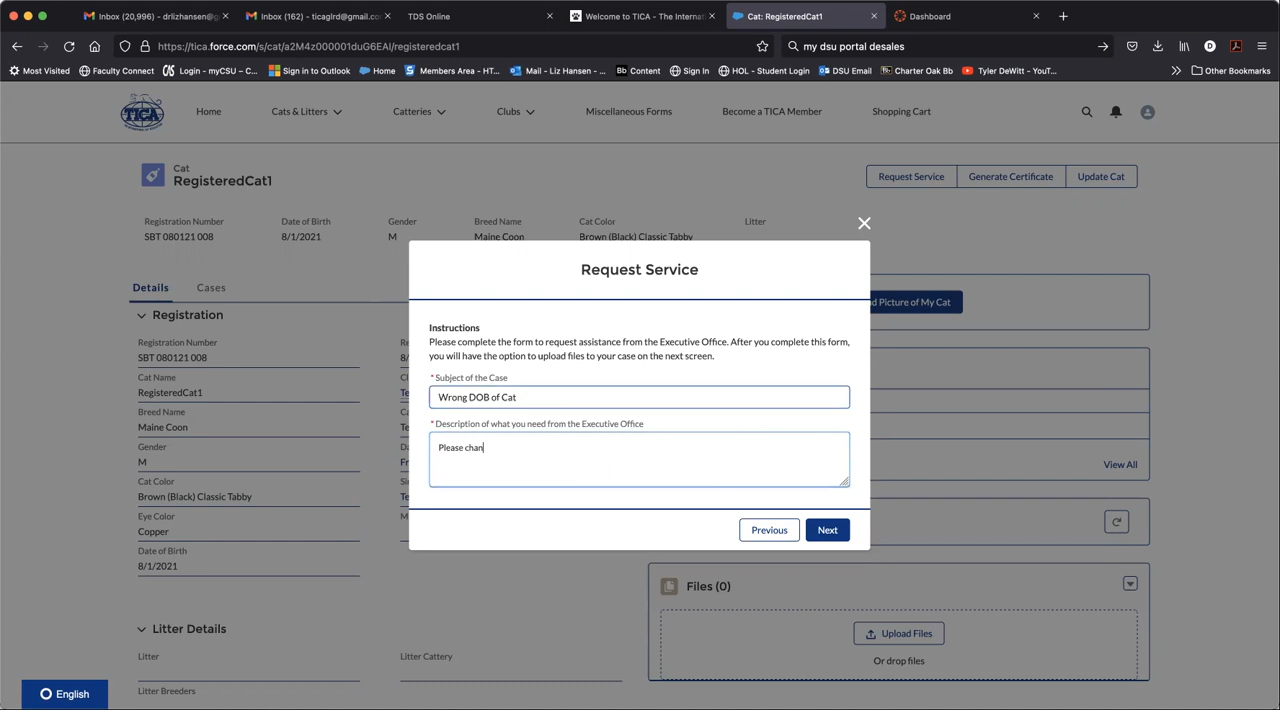 Inbox (20,996) - drlizhansen@
Inbox (162) - ticaglrd@gmail.co
TDS Online
Welcome to TICA - The Internati
Cat: RegisteredCat1
Dashboard
https://tica.force.com/s/cat/a2M4z000001duG6EAI/registeredcat1
my dsu portal desales
Most Visited
Faculty Connect
Login - myCSU - C...
Sign in to Outlook
Home
Members Area - HT...
Mail - Liz Hansen - ...
Bb Content
Sign In
HOL - Student Login
DSU Email
Charter Oak Bb
Tyler DeWitt - YouT...
Other Bookmarks
TICA
Home
Cats & Litters
Catteries
Clubs
Miscellaneous Forms
Become a TICA Member
Shopping Cart
Cat
RegisteredCat1
Request Service
Generate Certificate
Update Cat
Registration Number
Date of Birth
Gender
Breed Name
Cat Color
Litter
SBT 080121 008
8/1/2021
M
Maine Coon
Brown (Black) Classic Tabby
Request Service
Instructions
Please complete the form to request assistance from the Executive Office. After you complete this form,
you will have the option to upload files to your case on the next screen.
*Subject of the Case
Wrong DOB of Cat
*Description of what you need from the Executive Office
Please chan
Previous
Next
Details
Cases
Registration
Registration Number
SBT 080121 008
Cat Name
RegisteredCat1
Breed Name
Maine Coon
Gender
M
Cat Color
Brown (Black) Classic Tabby
Eye Color
Copper
Date of Birth
8/1/2021
Litter Details
Litter
Litter Cattery
Litter Breeders
d Picture of My Cat
View All
Files (0)
Upload Files
Or drop files
English